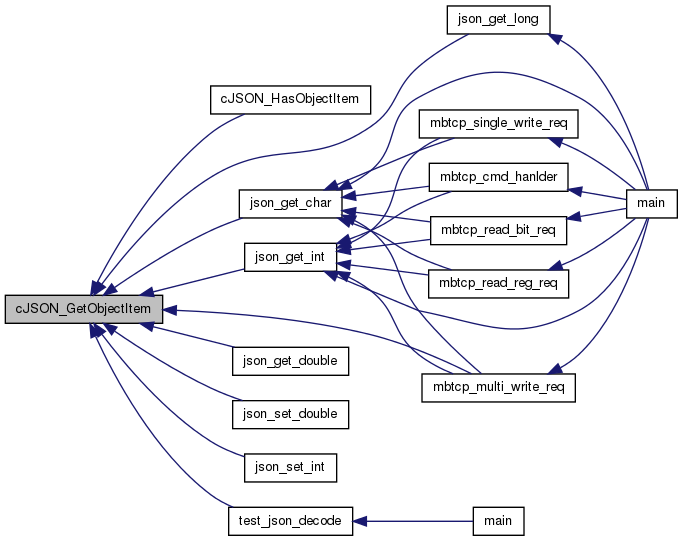 json_get_long
cJSON_HasObjectItem
mbtcp_single_write_req
mbtcp_cmd_hanlder
json_get_char
main
mbtcp_read_bit_req
json_get_int
mbtcp_read_reg_req
cJSON_GetObjectItem
json_get_double
mbtcp_multi_write_req
json_set_double
json_set_int
test_json_decode
main